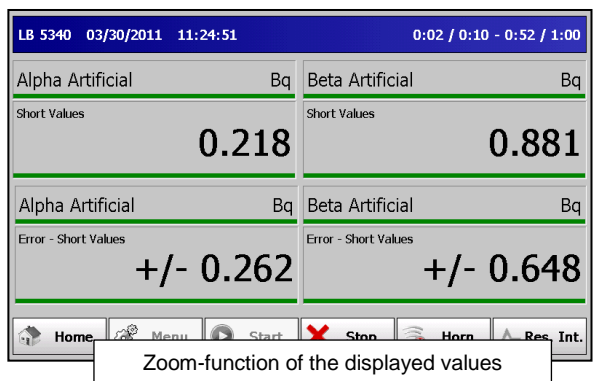 LB 5340 03/30/2011 11:24:51 0:02 / 0:10 - 0:52 / 1:00
Alpha Artificial Bq Beta Artificial Bq
Short Values Short Values
0.218 0.881
Alpha Artificial Bq Beta Artificial Bq
Error - Short Values Error - Short Values
+/- 0.262 +/- 0.648
Home Menu Start Stop Horn Res. Int.
Zoom-function of the displayed values